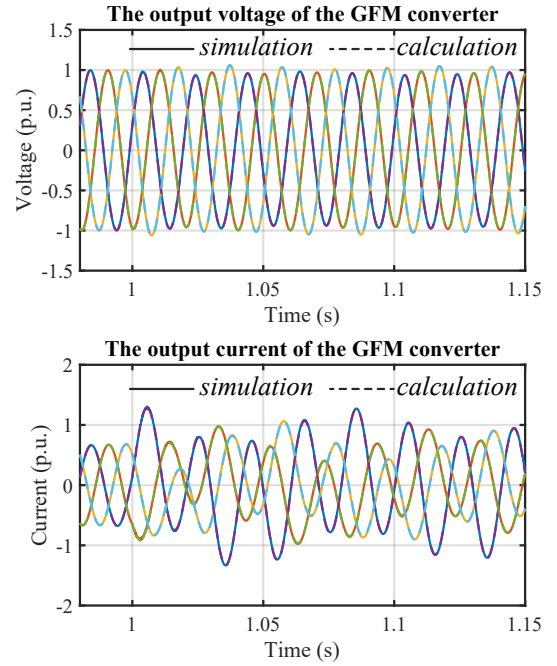 The output voltage of the GFM converter
simulation calculation
1.5
1
0.5
0
-0.5
-1
-1.5
Voltage (p.u.)
1 1.05 1.1 1.15
Time (s)
The output current of the GFM converter
simulation calculation
2
1
0
-1
-2
Current (p.u.)
1 1.05 1.1 1.15
Time (s)